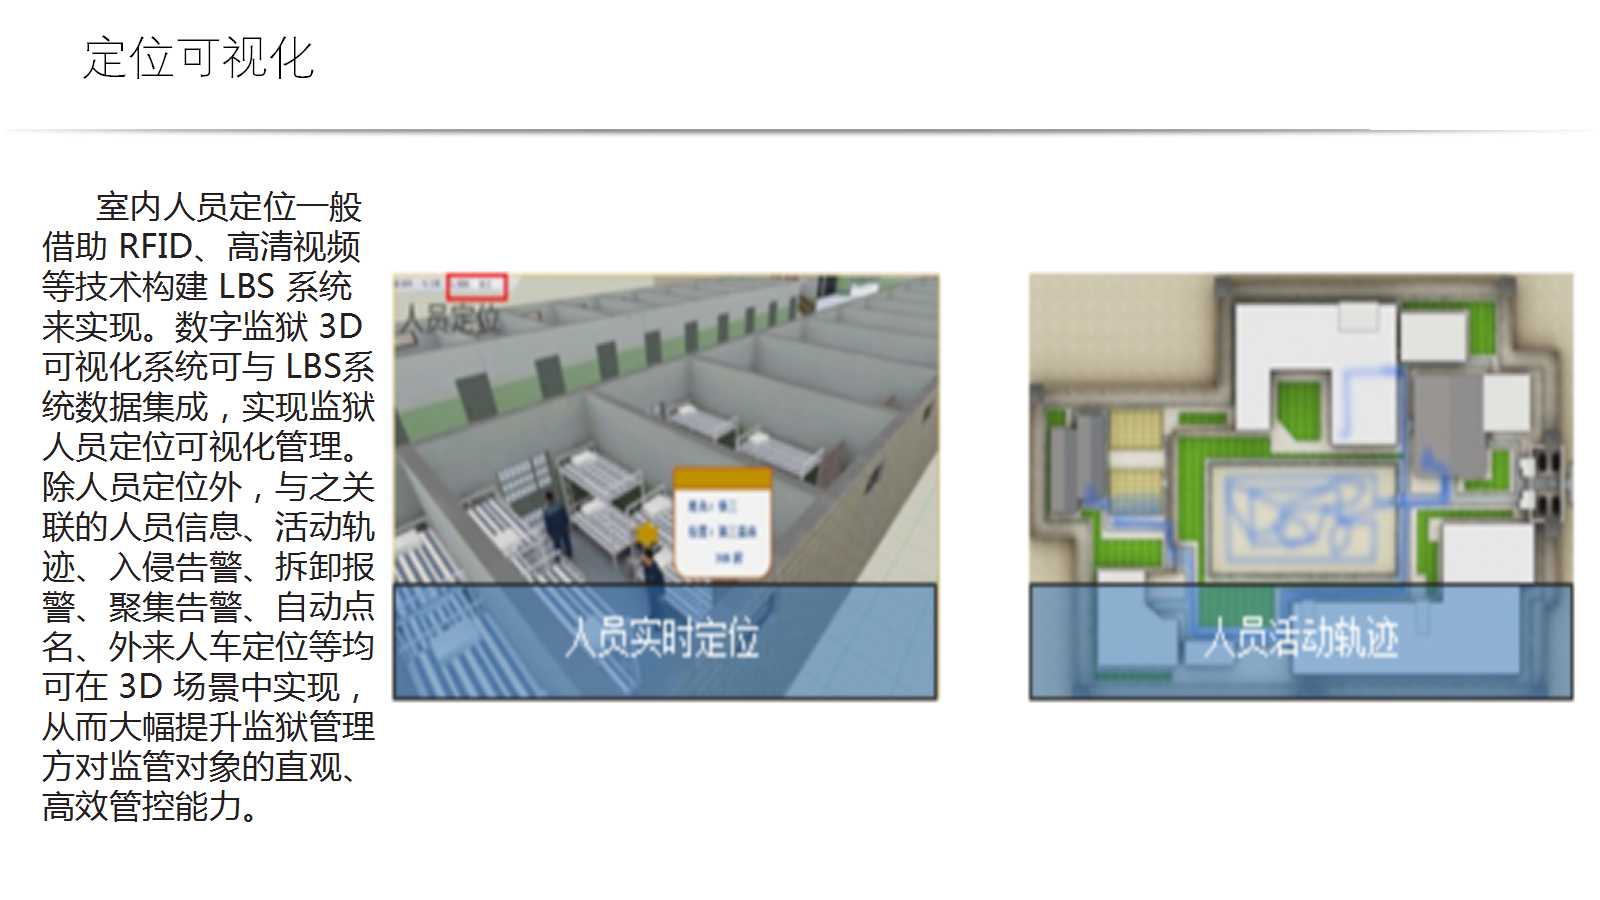 定位可视化
室内人员定位一般
借助 RFID、高清视频
等技术构建 LBS 系统
来实现。数字监狱 3D
可视化系统可与 LBS系
统数据集成，实现监狱
人员定位可视化管理。
除人员定位外，与之关
联的人员信息、活动轨
迹、入侵告警、拆卸报
警、聚集告警、自动点
名、外来人车定位等均
可在 3D 场景中实现，
从而大幅提升监狱管理
方对监管对象的直观、
高效管控能力。
人员定位
姓名：张三
人员实时定位
人员活动轨迹